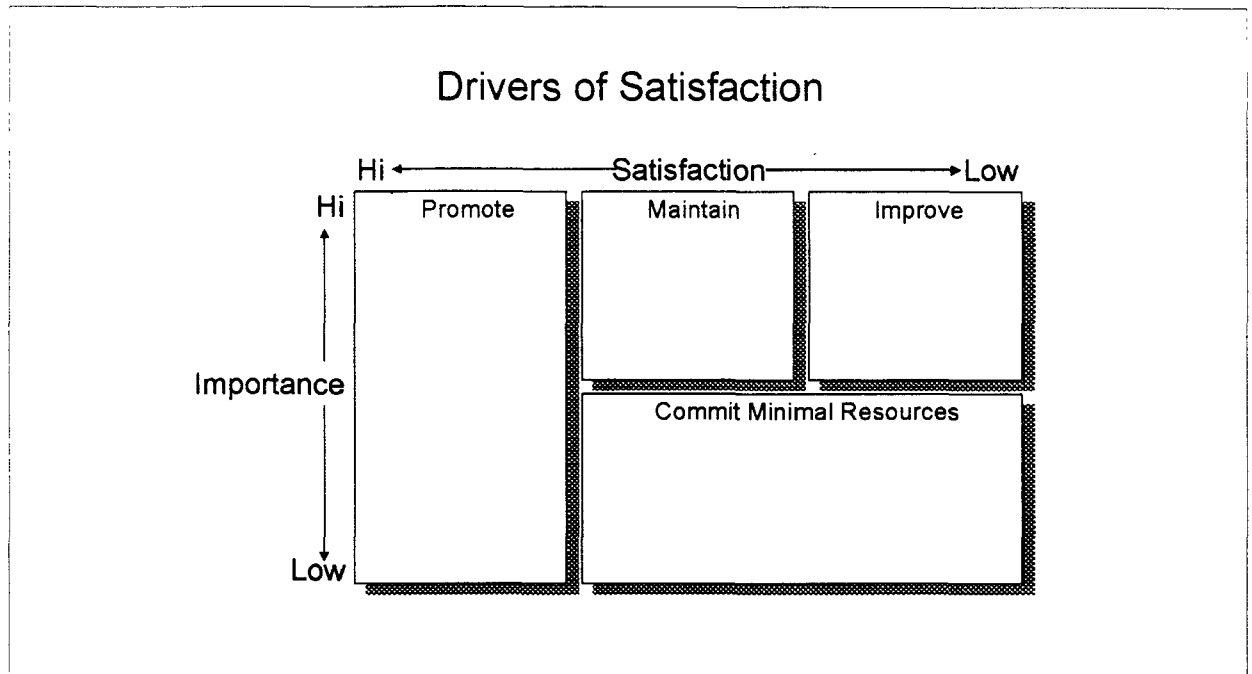 Drivers of Satisfaction
Hi Satisfaction Low
Hi Promote Maintain Improve
Importance
Commit Minimal Resources
Low